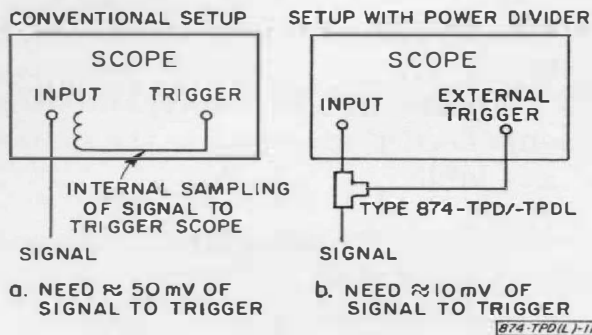 CONVENTIONAL SETUP
SCOPE
INPUT
TRIGGER
INTERNAL SAMPLING
OF SIGNAL TO
TRIGGER SCOPE
SIGNAL
a. NEED ≈ 50 mV OF
SIGNAL TO TRIGGER
SETUP WITH POWER DIVIDER
SCOPE
INPUT
EXTERNAL
TRIGGER
TYPE 874-TPD/-TPDL
SIGNAL
b. NEED ≈ 10 mV OF
SIGNAL TO TRIGGER